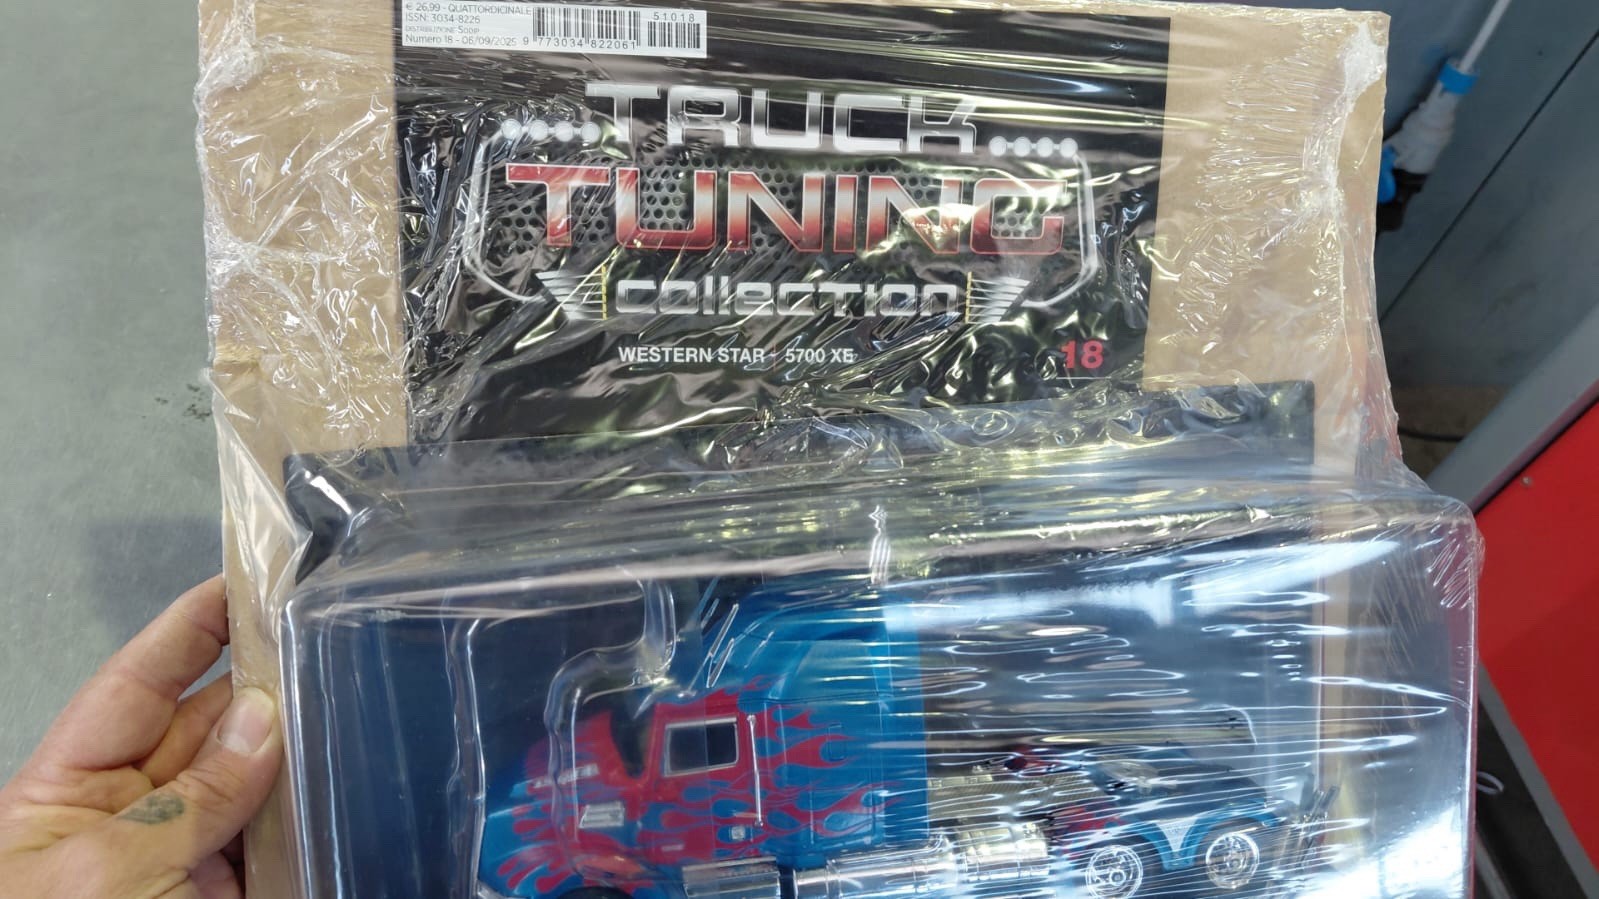 € 26,99 - QUATTORDICINALE
51018
ISSN: 3034-8226
DISTRIBUZIONE SODIP
Numero 18 - 06/09/2025
9 773034 822061
TRUCK
TUNING
collection
WESTERN STAR - 5700 XE
18